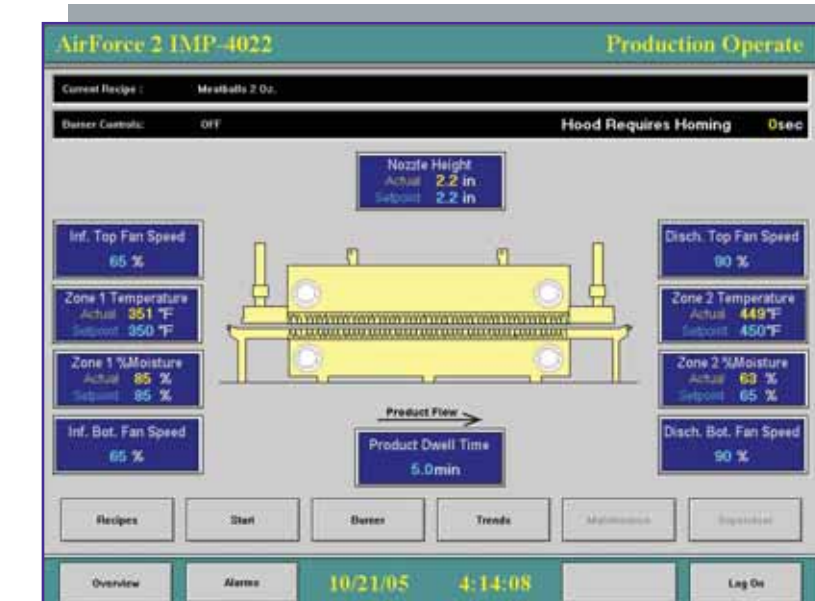 AirForce 2 IMP-4022 Production Operate
Current Recipe : Meatballs 2 Oz.
Burner Controls: OFF Hood Requires Homing 0sec
Nozzle Height
Actual 2.2 in
Setpoint 2.2 in
Inf. Top Fan Speed
65 %
Disch. Top Fan Speed
90 %
Zone 1 Temperature
Actual 351 °F
Setpoint 350 °F
Zone 2 Temperature
Actual 449°F
Setpoint 450°F
Zone 1 %Moisture
Actual 85 %
Setpoint 85 %
Zone 2 %Moisture
Actual 63 %
Setpoint 65 %
Product Flow
Inf. Bot. Fan Speed
65 %
Product Dwell Time
5.0min
Disch. Bot. Fan Speed
90 %
Recipes Start Burner Trends Maintenance Supervisor
Overview Alarms 10/21/05 4:14:08 Log On